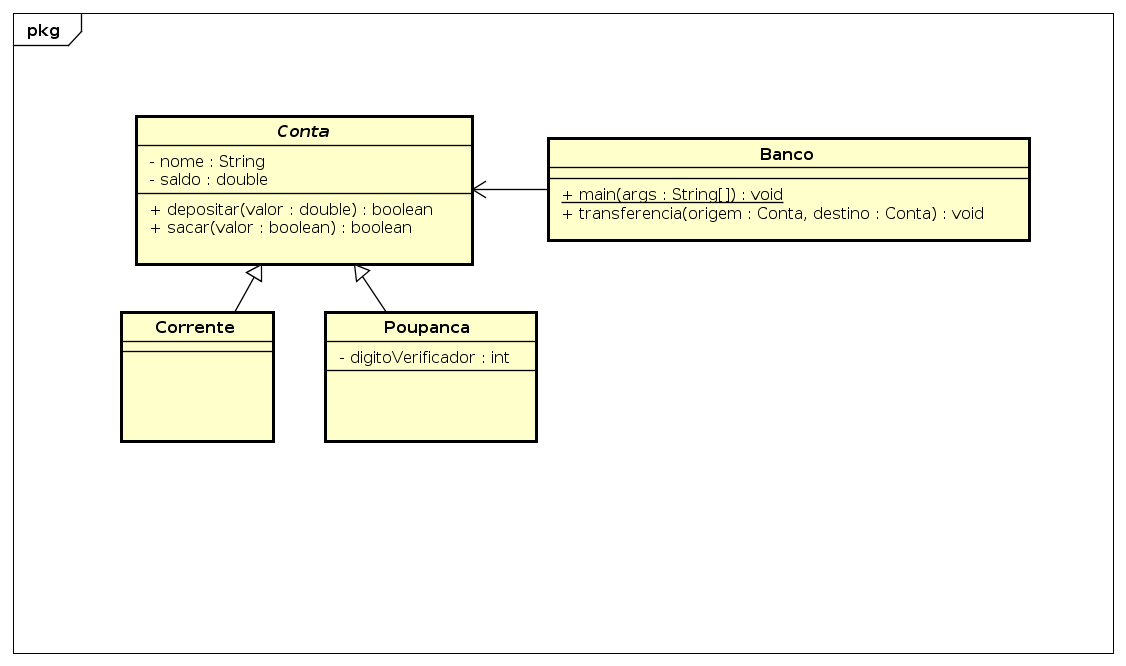 pkg
Conta
- nome : String
- saldo : double
+ depositar(valor : double) : boolean
+ sacar(valor : boolean) : boolean
Banco
+ main(args : String[]) : void
+ transferencia(origem : Conta, destino : Conta) : void
Corrente
Poupanca
- digitoVerificador : int